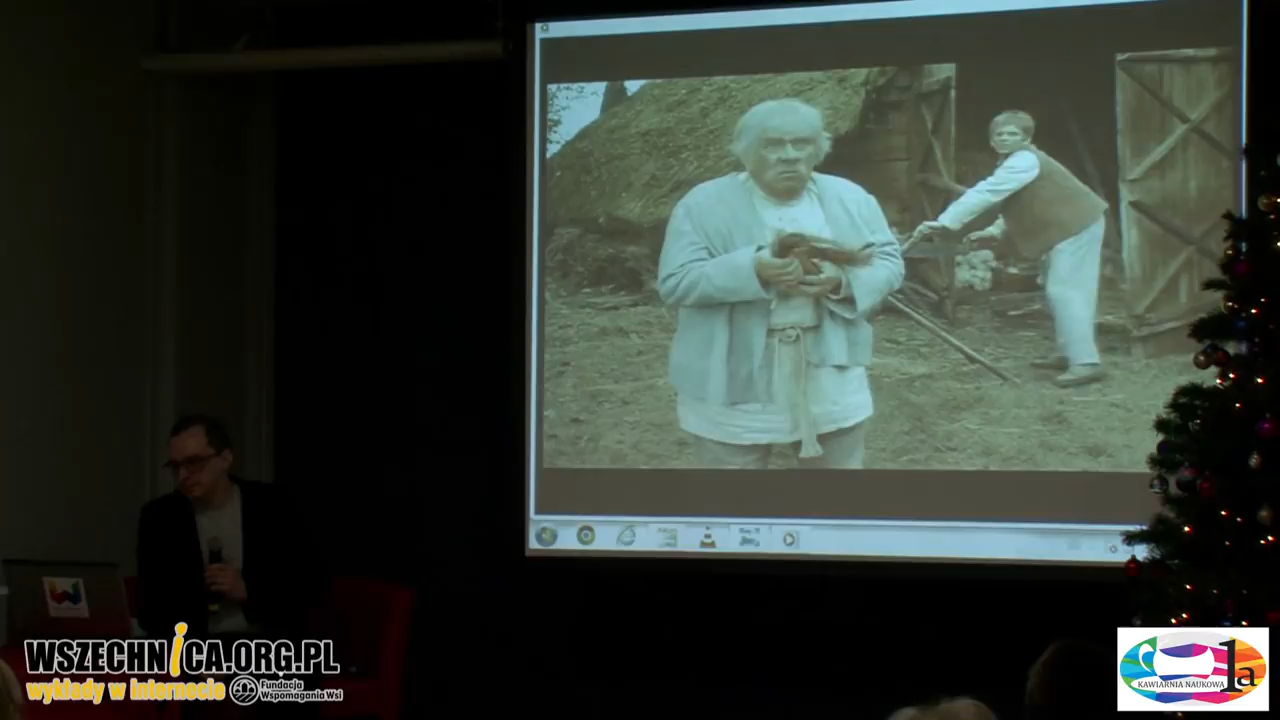 WSZECHNiCA.ORG.PL
wykłady w internecie
Fundacja
Wspomagania Wsi
KAWIARNIA NAUKOWA
1a